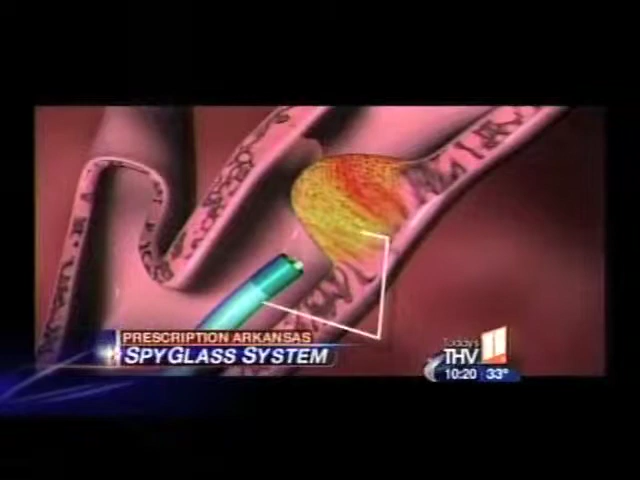 PRESCRIPTION ARKANSAS
SPYGLASS SYSTEM
Today's
THV 11
10:20 33°